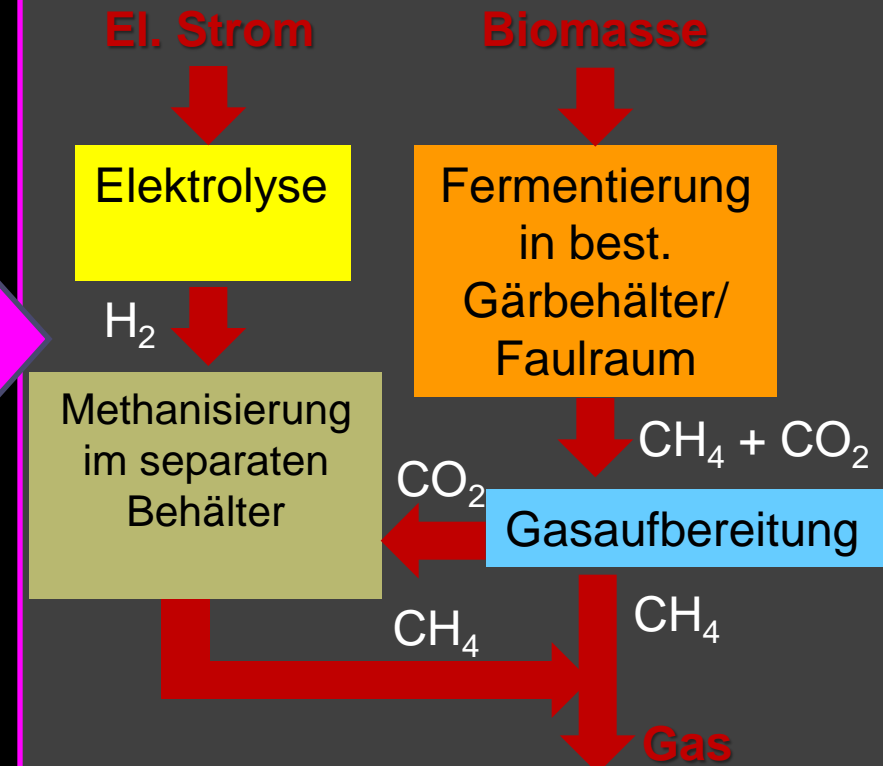 El. Strom
Biomasse
Elektrolyse
Fermentierung
in best.
Gärbehälter/
Faulraum
H₂
Methanisierung
im separaten
Behälter
CH₄ + CO₂
CO₂
Gasaufbereitung
CH₄
CH₄
Gas